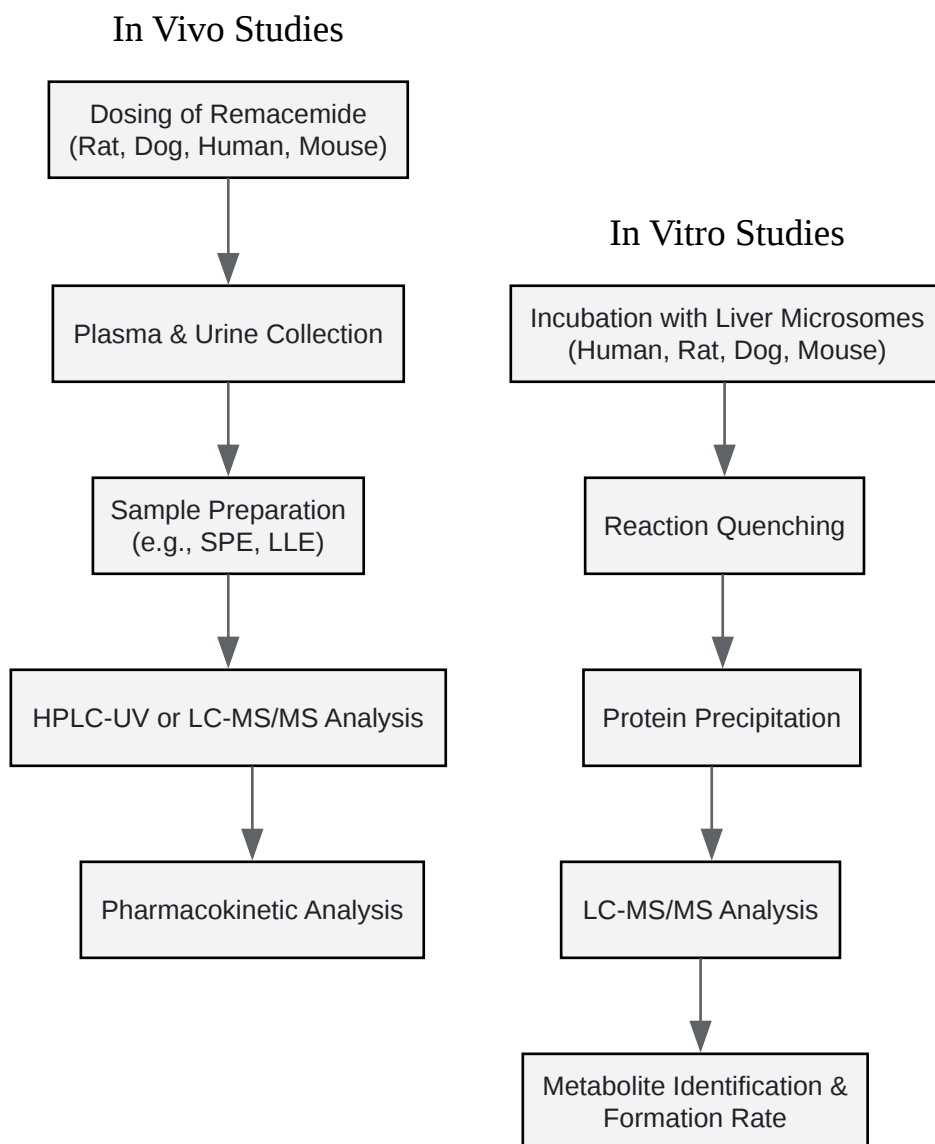 In Vivo Studies
Dosing of Remacemide
(Rat, Dog, Human, Mouse)
Plasma & Urine Collection
Sample Preparation
(e.g., SPE, LLE)
HPLC-UV or LC-MS/MS Analysis
Pharmacokinetic Analysis
In Vitro Studies
Incubation with Liver Microsomes
(Human, Rat, Dog, Mouse)
Reaction Quenching
Protein Precipitation
LC-MS/MS Analysis
Metabolite Identification &
Formation Rate